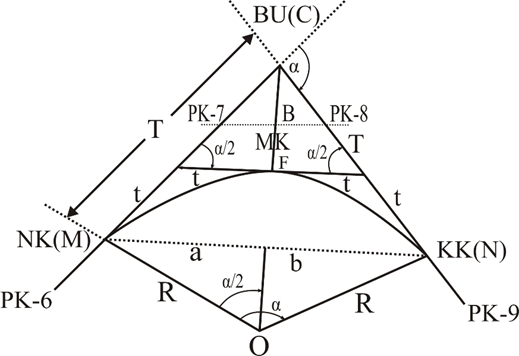 BU(C)
α
PK-7 B PK-8
T MK T
α/2 F α/2
t t t t
NK(M) KK(N)
a b
PK-6 R α/2 α R PK-9
O